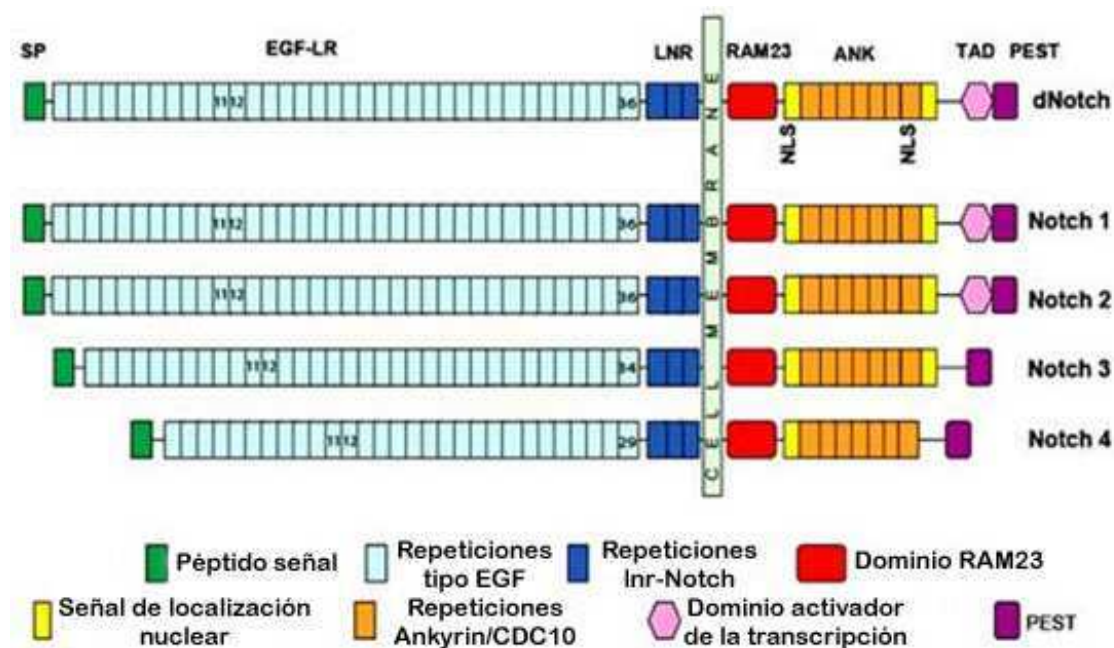 SP EGF-LR LNR RAM23 ANK TAD PEST
1112 36 dNotch
NLS NLS
1112 36 Notch 1
1112 36 Notch 2
1112 34 Notch 3
1112 29 Notch 4
CELL MEMBRANE
Péptido señal
Repeticiones
tipo EGF
Repeticiones
lnr-Notch
Dominio RAM23
Señal de localización
nuclear
Repeticiones
Ankyrin/CDC10
Dominio activador
de la transcripción
PEST